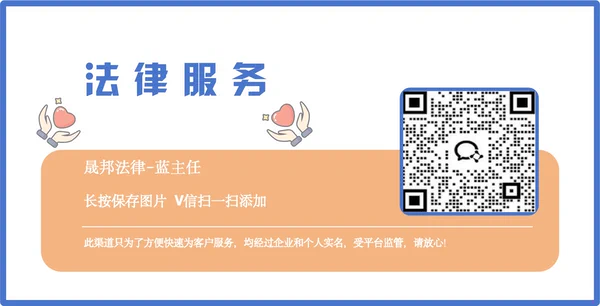 法律服务
晟邦法律-蓝主任
长按保存图片 V信扫一扫添加
此渠道只为了方便快速为客户服务，均经过企业和个人实名，受平台监管，请放心!